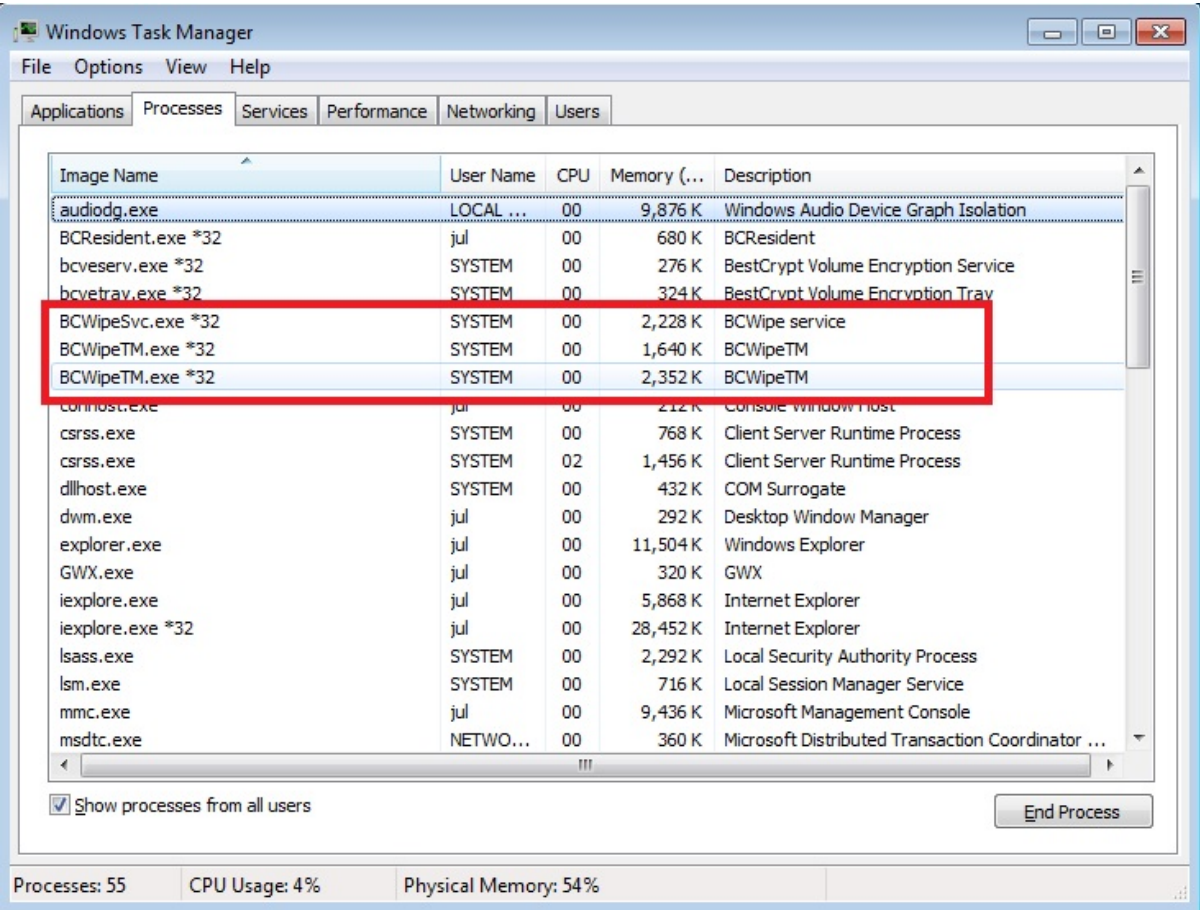 Windows Task Manager
File Options View Help
Applications Processes Services Performance Networking Users
Image Name User Name CPU Memory (... Description
audiodg.exe LOCAL ... 00 9,876 K Windows Audio Device Graph Isolation
BCResident.exe *32 jul 00 680 K BCResident
bcveserv.exe *32 SYSTEM 00 276 K BestCrypt Volume Encryption Service
bcvetray.exe *32 SYSTEM 00 324 K BestCrypt Volume Encryption Tray
BCWipeSvc.exe *32 SYSTEM 00 2,228 K BCWipe service
BCWipeTM.exe *32 SYSTEM 00 1,640 K BCWipeTM
BCWipeTM.exe *32 SYSTEM 00 2,352 K BCWipeTM
conhost.exe jul 00 212 K Console Window Host
csrss.exe SYSTEM 00 768 K Client Server Runtime Process
csrss.exe SYSTEM 02 1,456 K Client Server Runtime Process
dllhost.exe SYSTEM 00 432 K COM Surrogate
dwm.exe jul 00 292 K Desktop Window Manager
explorer.exe jul 00 11,504 K Windows Explorer
GWX.exe jul 00 320 K GWX
iexplore.exe jul 00 5,868 K Internet Explorer
iexplore.exe *32 jul 00 28,452 K Internet Explorer
lsass.exe SYSTEM 00 2,292 K Local Security Authority Process
lsm.exe SYSTEM 00 716 K Local Session Manager Service
mmc.exe jul 00 9,436 K Microsoft Management Console
msdtc.exe NETWO... 00 360 K Microsoft Distributed Transaction Coordinator ...
Show processes from all users
End Process
Processes: 55 CPU Usage: 4% Physical Memory: 54%